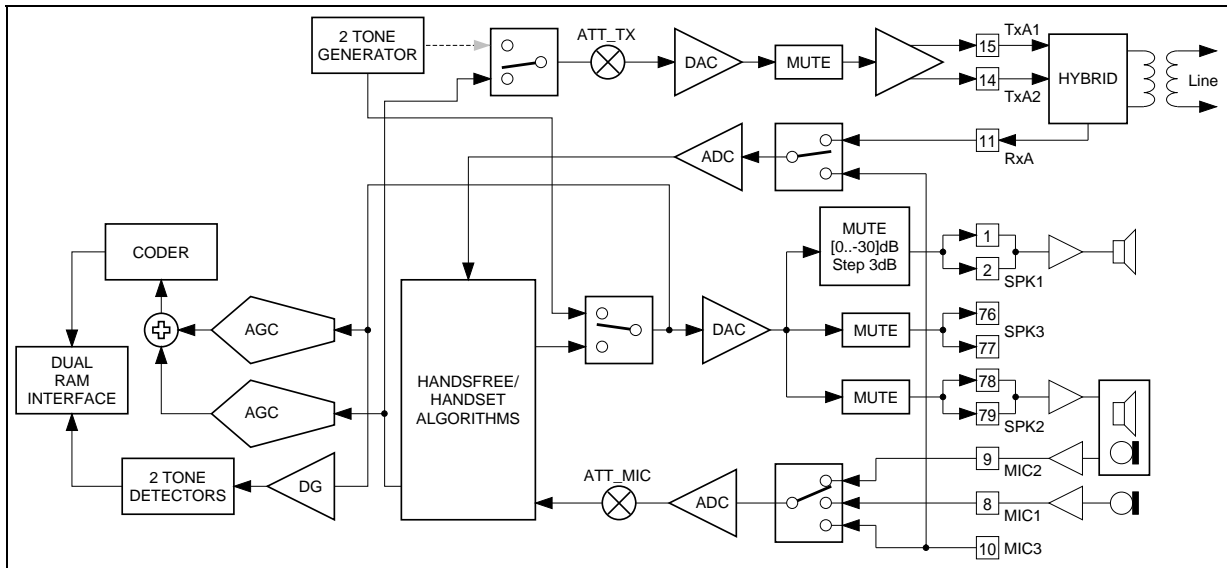 2 TONE
GENERATOR
ATT_TX
DAC
MUTE
15
TxA1
14
TxA2
HYBRID
Line
ADC
11
RxA
CODER
MUTE
[0..-30]dB
Step 3dB
1
2
SPK1
AGC
DAC
MUTE
76
SPK3
77
DUAL
RAM
INTERFACE
AGC
HANDSFREE/
HANDSET
ALGORITHMS
MUTE
78
79
SPK2
2 TONE
DETECTORS
DG
ATT_MIC
ADC
9
MIC2
8
MIC1
10
MIC3